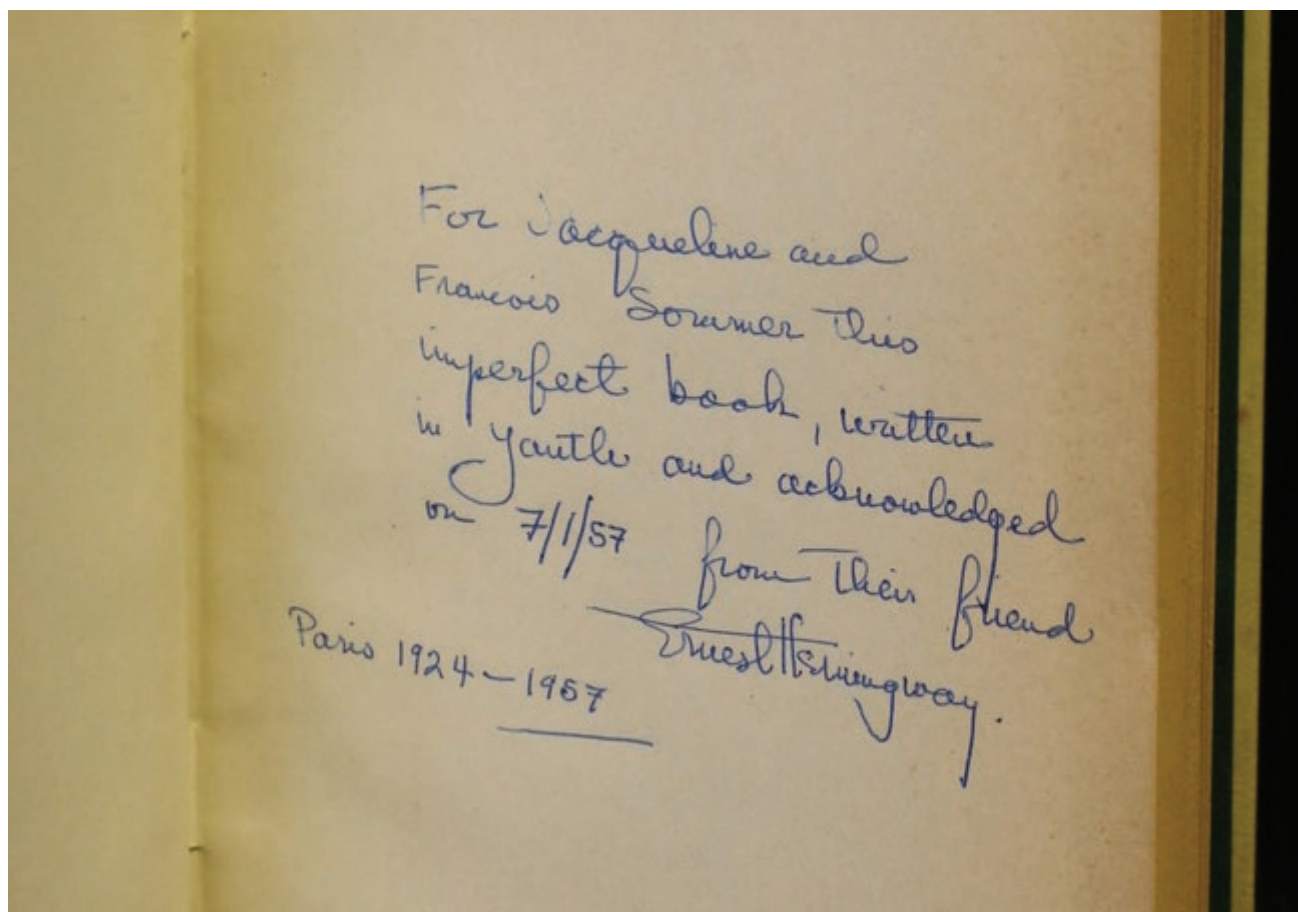 For Jacqueline and
Francois Sommer This
imperfect book, written
in youth and acknowledged
on 7/1/57 from their friend
Ernest Hemingway.
Paris 1924 – 1957